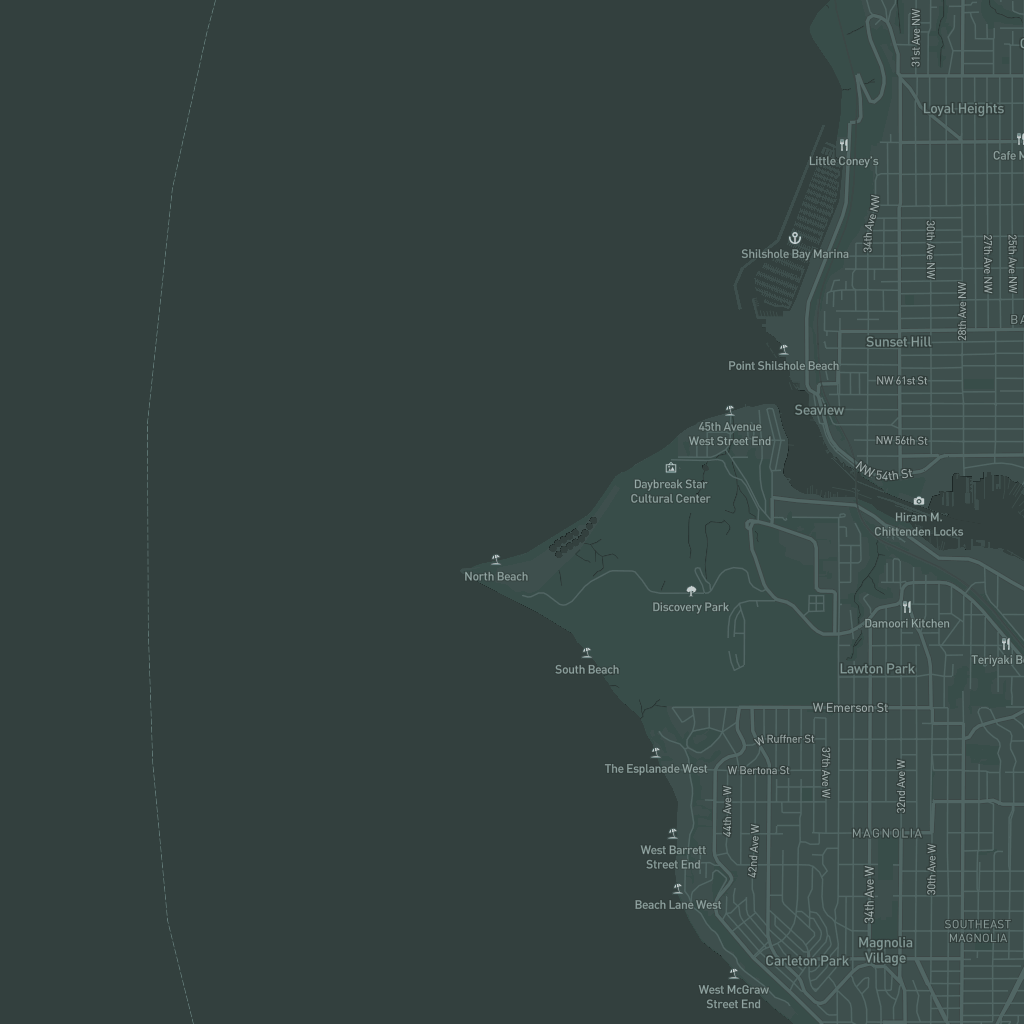 31st Ave NW
Loyal Heights
Cafe M
Little Coney's
34th Ave NW
30th Ave NW
27th Ave NW
25th Ave NW
Shilshole Bay Marina
28th Ave NW
BA
Sunset Hill
Point Shilshole Beach
NW 61st St
Seaview
45th Avenue
West Street End
NW 56th St
NW 54th St
Daybreak Star
Cultural Center
Hiram M.
Chittenden Locks
North Beach
Discovery Park
Damoori Kitchen
Teriyaki B
South Beach
Lawton Park
W Emerson St
W Ruffner St
The Esplanade West
W Bertona St
37th Ave W
32nd Ave W
44th Ave W
42nd Ave W
MAGNOLIA
West Barrett
Street End
30th Ave W
34th Ave W
Beach Lane West
SOUTHEAST
MAGNOLIA
Magnolia
Village
Carleton Park
West McGraw
Street End